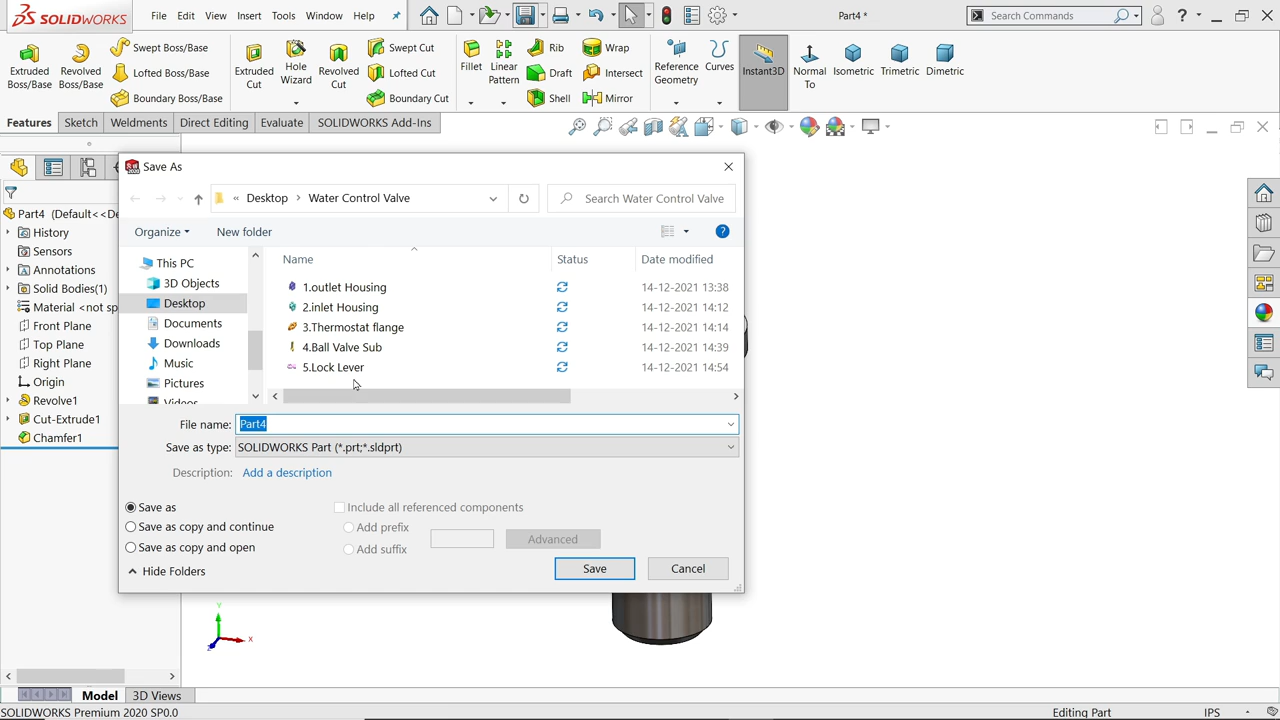 SOLIDWORKS
File
Edit
View
Insert
Tools
Window
Help
Part4 *
Search Commands
Extruded Boss/Base
Revolved Boss/Base
Swept Boss/Base
Lofted Boss/Base
Boundary Boss/Base
Extruded Cut
Hole Wizard
Revolved Cut
Swept Cut
Lofted Cut
Boundary Cut
Fillet
Linear Pattern
Rib
Draft
Shell
Wrap
Intersect
Mirror
Reference Geometry
Curves
Instant3D
Normal To
Isometric
Trimetric
Dimetric
Features
Sketch
Weldments
Direct Editing
Evaluate
SOLIDWORKS Add-Ins
Part4 (Default<<De
History
Sensors
Annotations
Solid Bodies(1)
Material <not sp
Front Plane
Top Plane
Right Plane
Origin
Revolve1
Cut-Extrude1
Chamfer1
Save As
« Desktop > Water Control Valve
Search Water Control Valve
Organize
New folder
This PC
3D Objects
Desktop
Documents
Downloads
Music
Pictures
Videos
Name Status Date modified
1.outlet Housing 14-12-2021 13:38
2.inlet Housing 14-12-2021 14:12
3.Thermostat flange 14-12-2021 14:14
4.Ball Valve Sub 14-12-2021 14:39
5.Lock Lever 14-12-2021 14:54
File name: Part4
Save as type: SOLIDWORKS Part (*.prt;*.sldprt)
Description: Add a description
Save as
Save as copy and continue
Save as copy and open
Include all referenced components
Add prefix
Add suffix
Advanced
Hide Folders
Save
Cancel
Y
X
Z
Model
3D Views
SOLIDWORKS Premium 2020 SP0.0
Editing Part
IPS